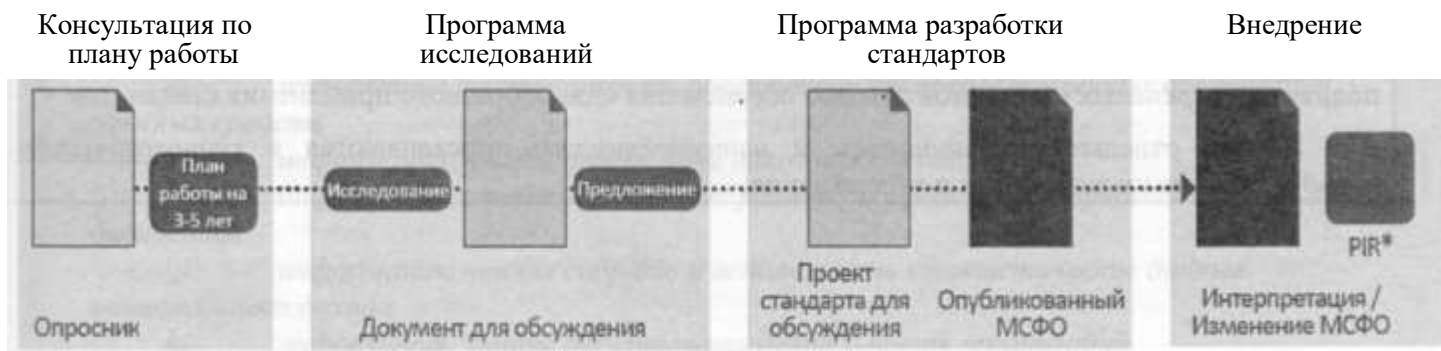 Консультация по
плану работы
Программа
исследований
Программа разработки
стандартов
Внедрение
План
работы на
3-5 лет
Исследование
Предложение
PIR*
Опросник
Документ для обсуждения
Проект
стандарта для
обсуждения
Опубликованный
МСФО
Интерпретация /
Изменение МСФО